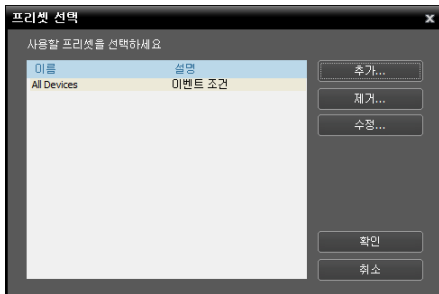 프리셋 선택
x
사용할 프리셋을 선택하세요
이름 설명
All Devices 이벤트 조건
추가...
제거...
수정...
확인
취소